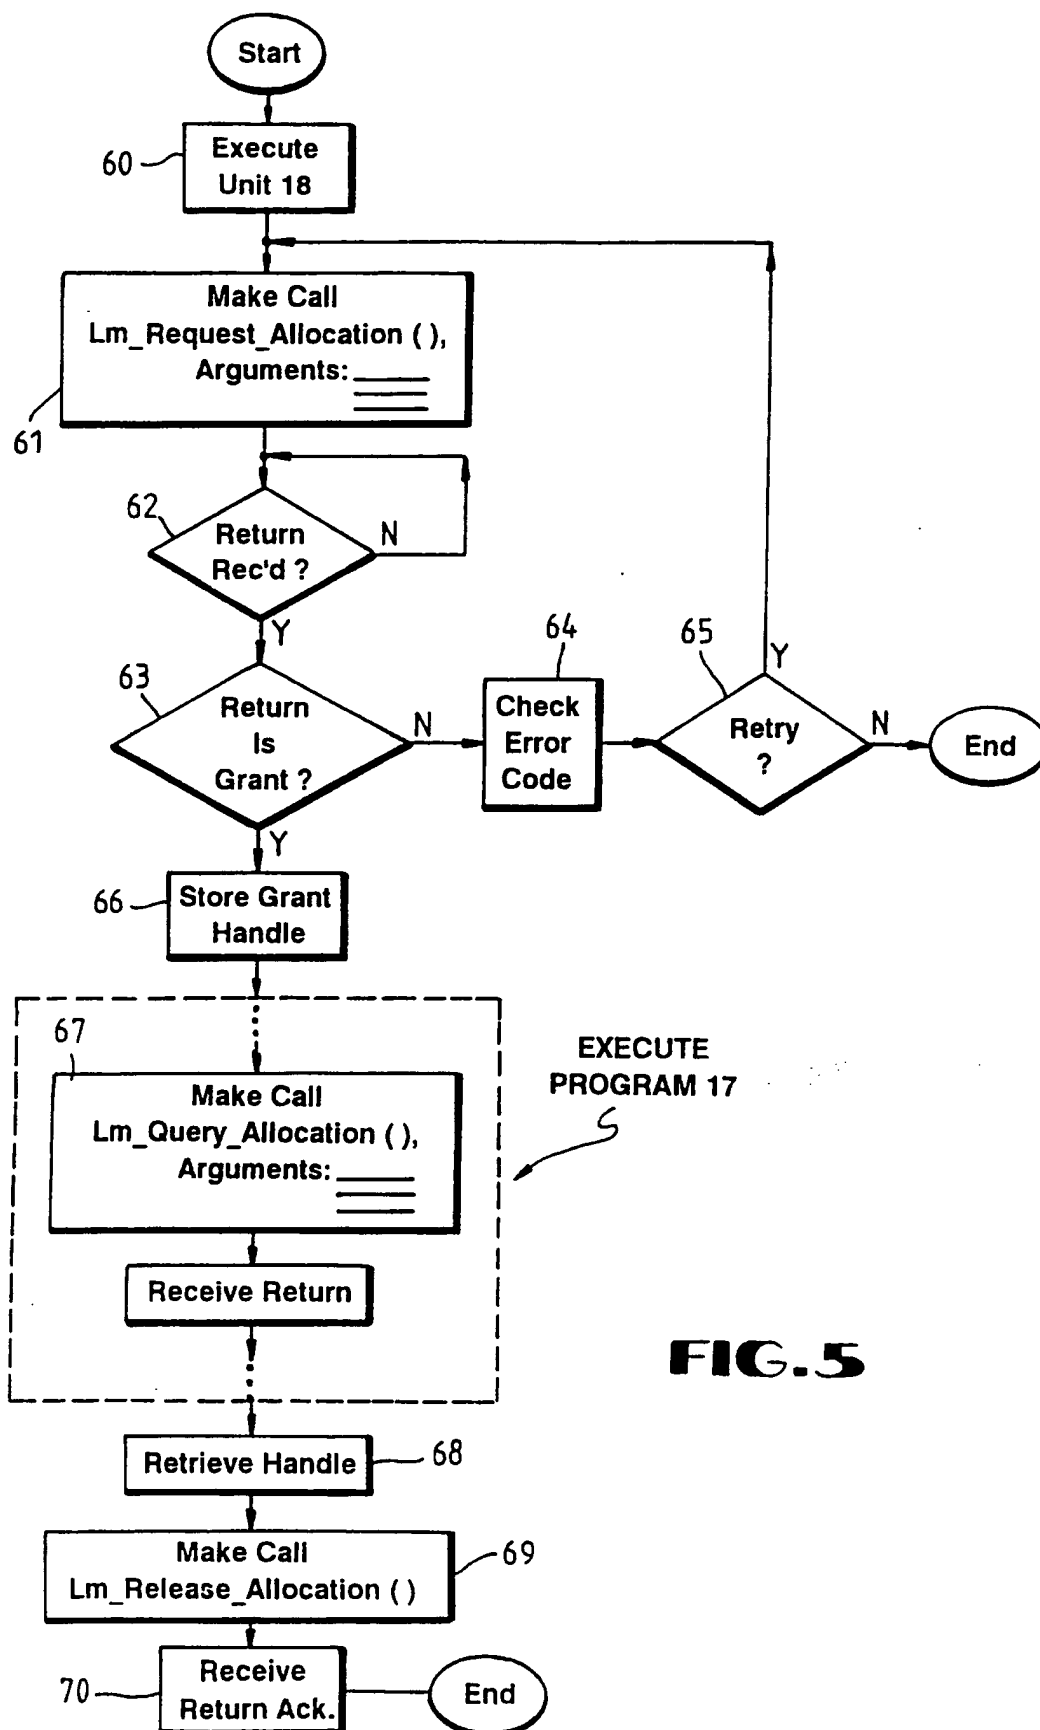 Start
60
Execute
Unit 18
Make Call
Lm_Request_Allocation ( ),
Arguments:
61
62
Return
Rec'd ?
N
Y
63
Return
Is
Grant ?
N
64
Check
Error
Code
65
Retry
?
Y
N
End
Y
66
Store Grant
Handle
67
Make Call
Lm_Query_Allocation ( ),
Arguments:
Receive Return
EXECUTE
PROGRAM 17
FIG.5
Retrieve Handle
68
Make Call
Lm_Release_Allocation ( )
69
70
Receive
Return Ack.
End